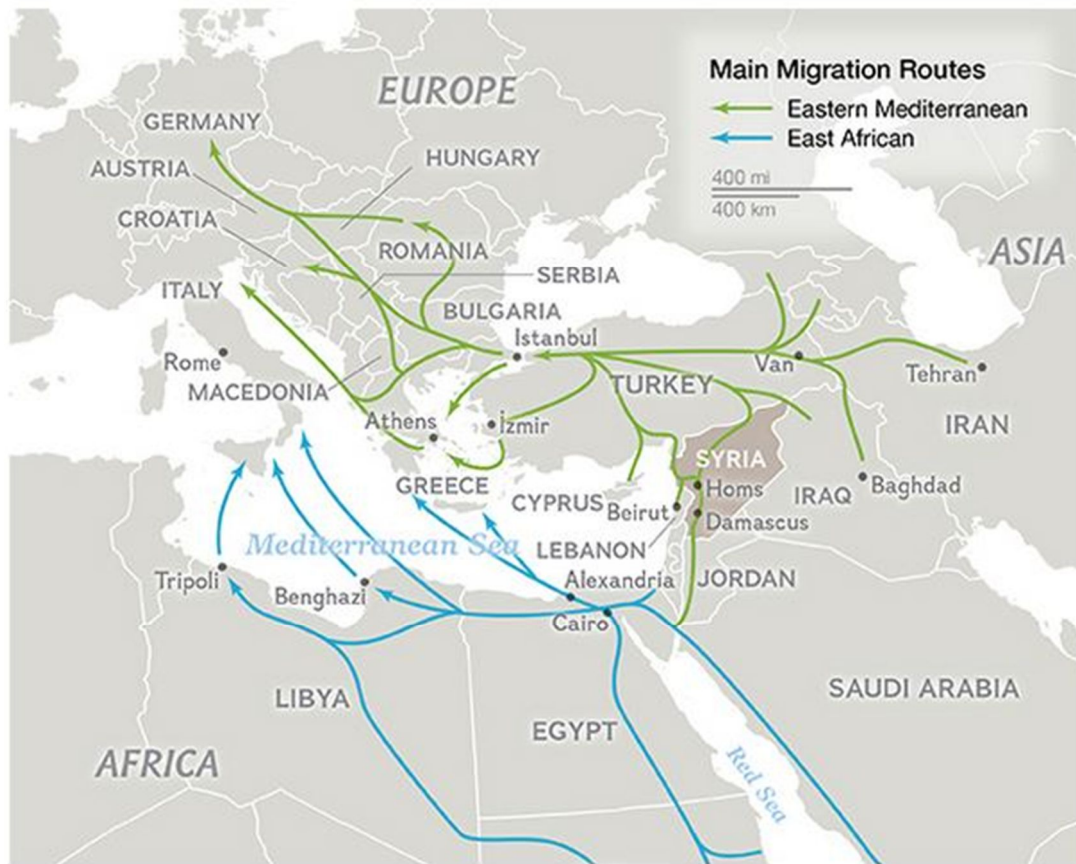 Main Migration Routes
Eastern Mediterranean
East African
400 mi
400 km
EUROPE
GERMANY
AUSTRIA
HUNGARY
CROATIA
ROMANIA
SERBIA
ASIA
ITALY
BULGARIA
Istanbul
Rome
Van
Tehran
MACEDONIA
TURKEY
Athens
İzmir
IRAN
SYRIA
GREECE
CYPRUS
Homs
IRAQ
Baghdad
Beirut
Damascus
Mediterranean Sea
LEBANON
Tripoli
Alexandria
JORDAN
Benghazi
Cairo
LIBYA
SAUDI ARABIA
EGYPT
AFRICA
Red Sea